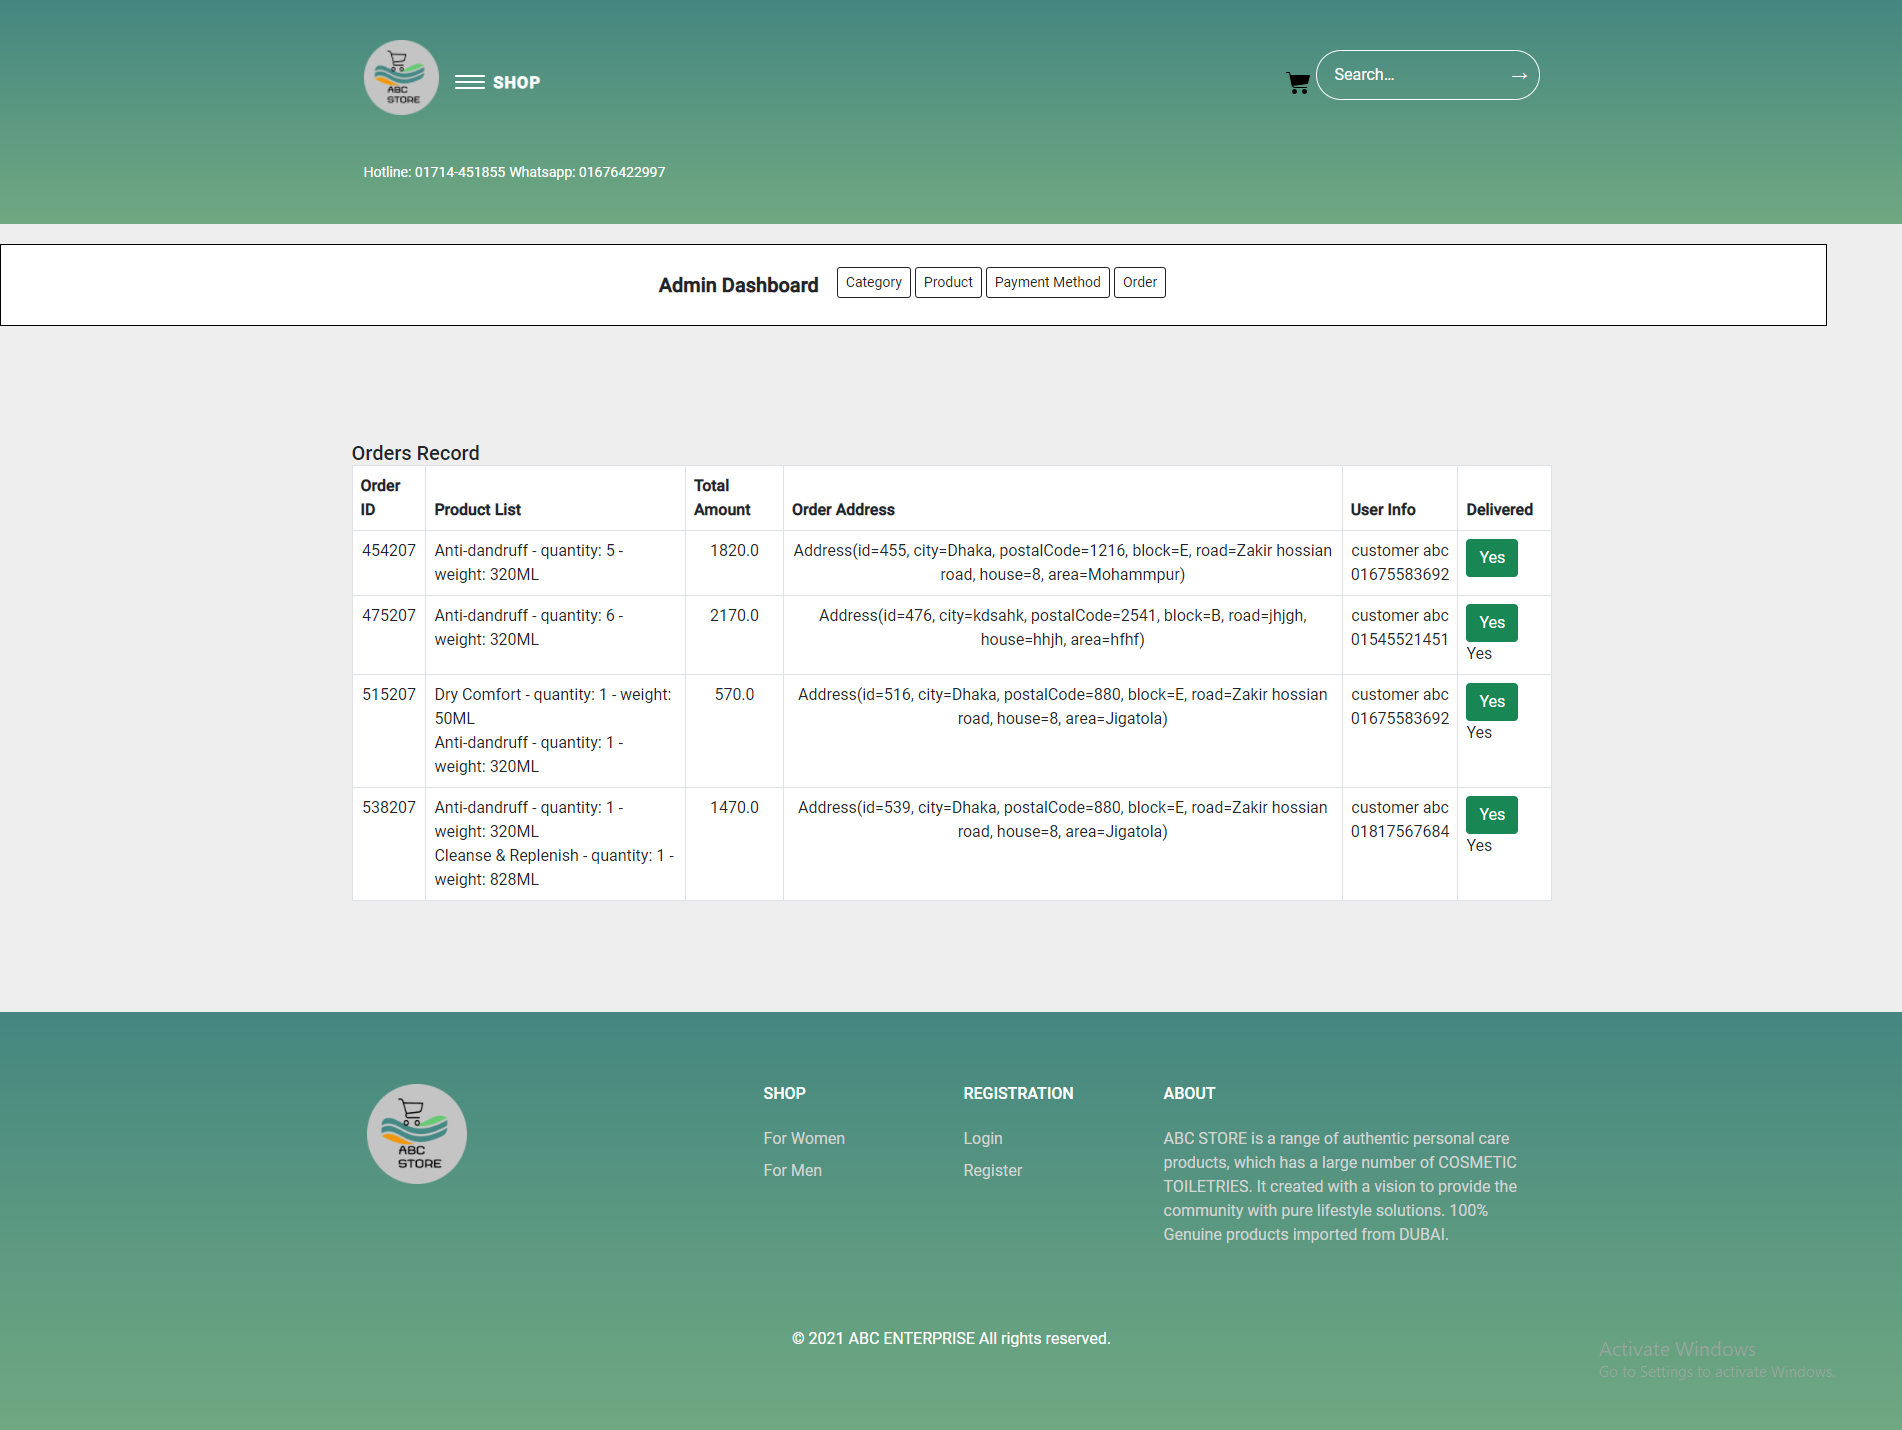 ABC
STORE
SHOP
Search...
→
Hotline: 01714-451855 Whatsapp: 01676422997
Admin Dashboard Category Product Payment Method Order
Orders Record
Order ID Product List Total Amount Order Address User Info Delivered
454207 Anti-dandruff - quantity: 5 - 1820.0 Address(id=455, city=Dhaka, postalCode=1216, block=E, road=Zakir hossian customer abc Yes
weight: 320ML road, house=8, area=Mohammpur) 01675583692
475207 Anti-dandruff - quantity: 6 - 2170.0 Address(id=476, city=kdsahk, postalCode=2541, block=B, road=jhjgh, customer abc Yes
weight: 320ML house=hhjh, area=hfhf) 01545521451
Yes
515207 Dry Comfort - quantity: 1 - weight: 570.0 Address(id=516, city=Dhaka, postalCode=880, block=E, road=Zakir hossian customer abc Yes
50ML road, house=8, area=Jigatola) 01675583692
Anti-dandruff - quantity: 1 - Yes
weight: 320ML
538207 Anti-dandruff - quantity: 1 - 1470.0 Address(id=539, city=Dhaka, postalCode=880, block=E, road=Zakir hossian customer abc Yes
weight: 320ML road, house=8, area=Jigatola) 01817567684
Cleanse & Replenish - quantity: 1 - Yes
weight: 828ML
ABC
STORE
SHOP
For Women
For Men
REGISTRATION
Login
Register
ABOUT
ABC STORE is a range of authentic personal care
products, which has a large number of COSMETIC
TOILETRIES. It created with a vision to provide the
community with pure lifestyle solutions. 100%
Genuine products imported from DUBAI.
© 2021 ABC ENTERPRISE All rights reserved.
Activate Windows
Go to Settings to activate Windows.